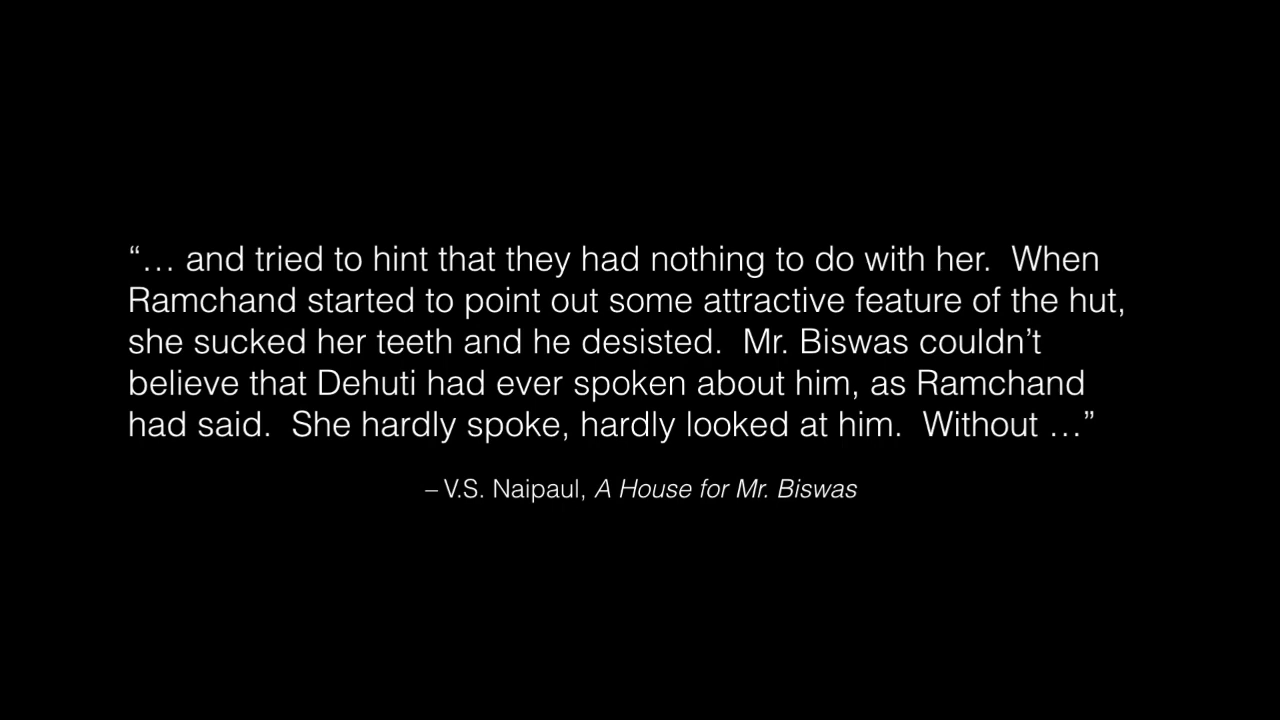 “… and tried to hint that they had nothing to do with her.  When
Ramchand started to point out some attractive feature of the hut,
she sucked her teeth and he desisted.  Mr. Biswas couldn’t
believe that Dehuti had ever spoken about him, as Ramchand
had said.  She hardly spoke, hardly looked at him.  Without …”
– V.S. Naipaul, A House for Mr. Biswas